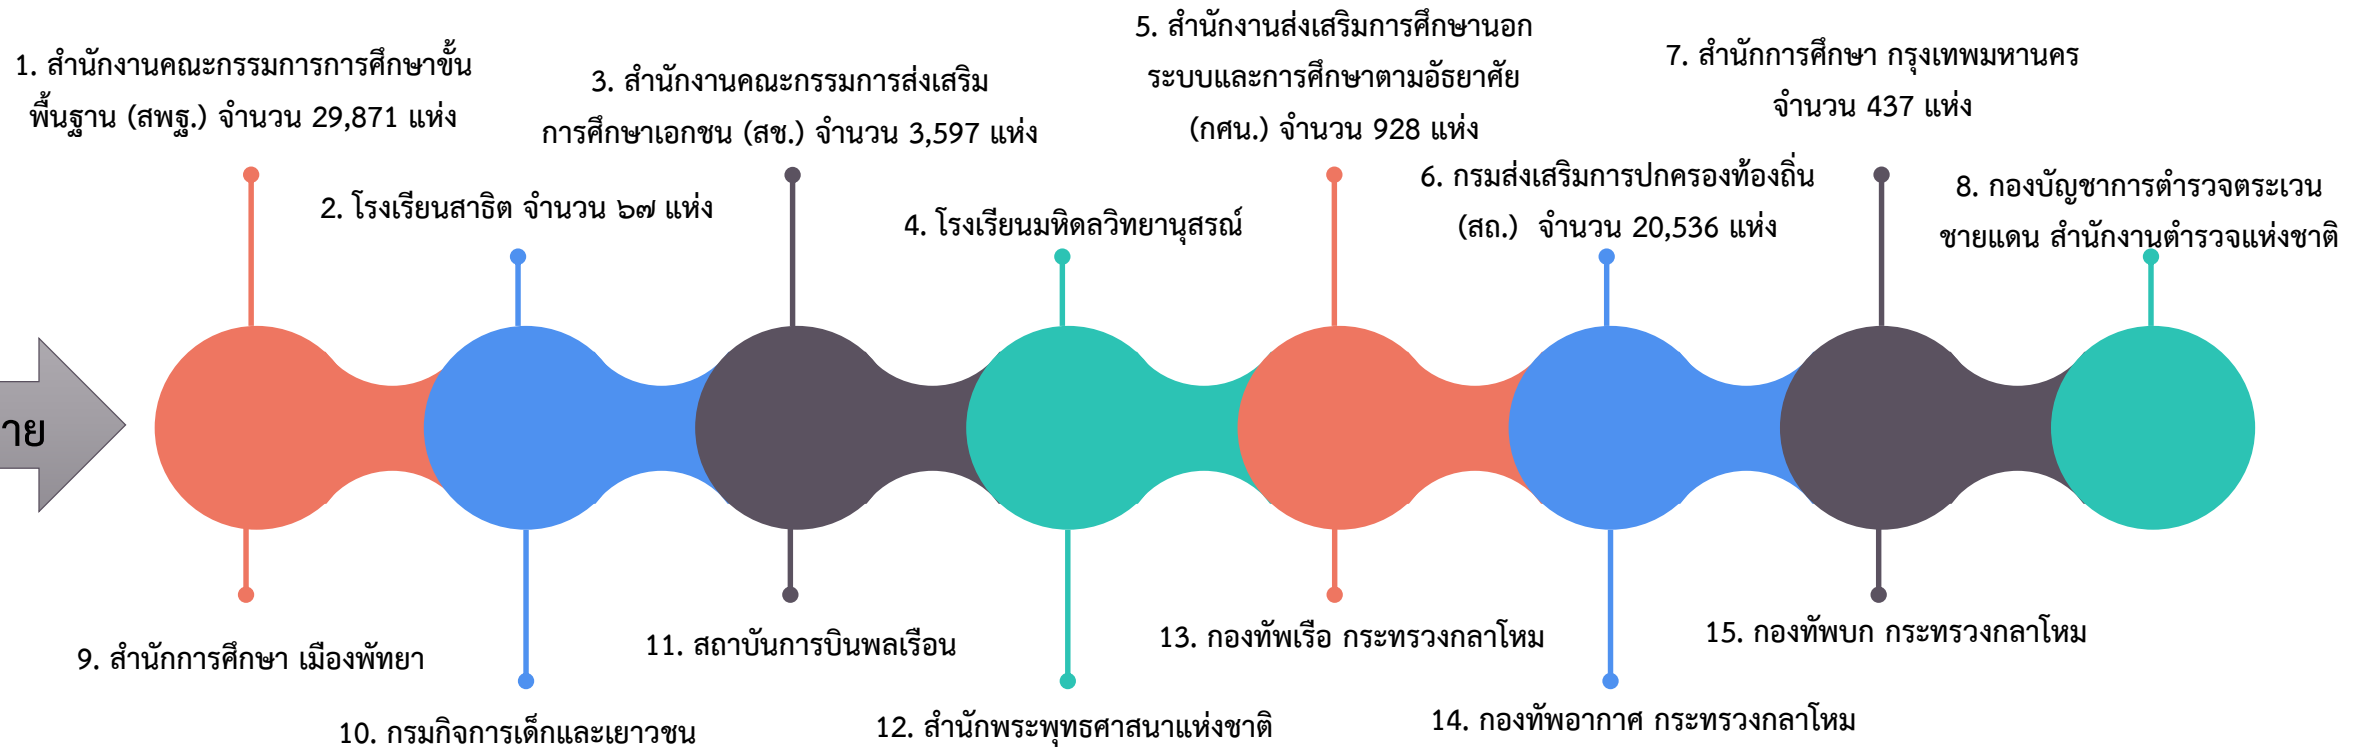 1. สำนักงานคณะกรรมการการศึกษาขั้น
พื้นฐาน (สพฐ.) จำนวน 29,871 แห่ง
2. โรงเรียนสาธิต จำนวน ๖๗ แห่ง
3. สำนักงานคณะกรรมการส่งเสริม
การศึกษาเอกชน (สช.) จำนวน 3,597 แห่ง
4. โรงเรียนมหิดลวิทยานุสรณ์
5. สำนักงานส่งเสริมการศึกษานอก
ระบบและการศึกษาตามอัธยาศัย
(กศน.) จำนวน 928 แห่ง
6. กรมส่งเสริมการปกครองท้องถิ่น
(สถ.) จำนวน 20,536 แห่ง
7. สำนักการศึกษา กรุงเทพมหานคร
จำนวน 437 แห่ง
8. กองบัญชาการตำรวจตระเวน
ชายแดน สำนักงานตำรวจแห่งชาติ
าย
9. สำนักการศึกษา เมืองพัทยา
10. กรมกิจการเด็กและเยาวชน
11. สถาบันการบินพลเรือน
12. สำนักพระพุทธศาสนาแห่งชาติ
13. กองทัพเรือ กระทรวงกลาโหม
14. กองทัพอากาศ กระทรวงกลาโหม
15. กองทัพบก กระทรวงกลาโหม